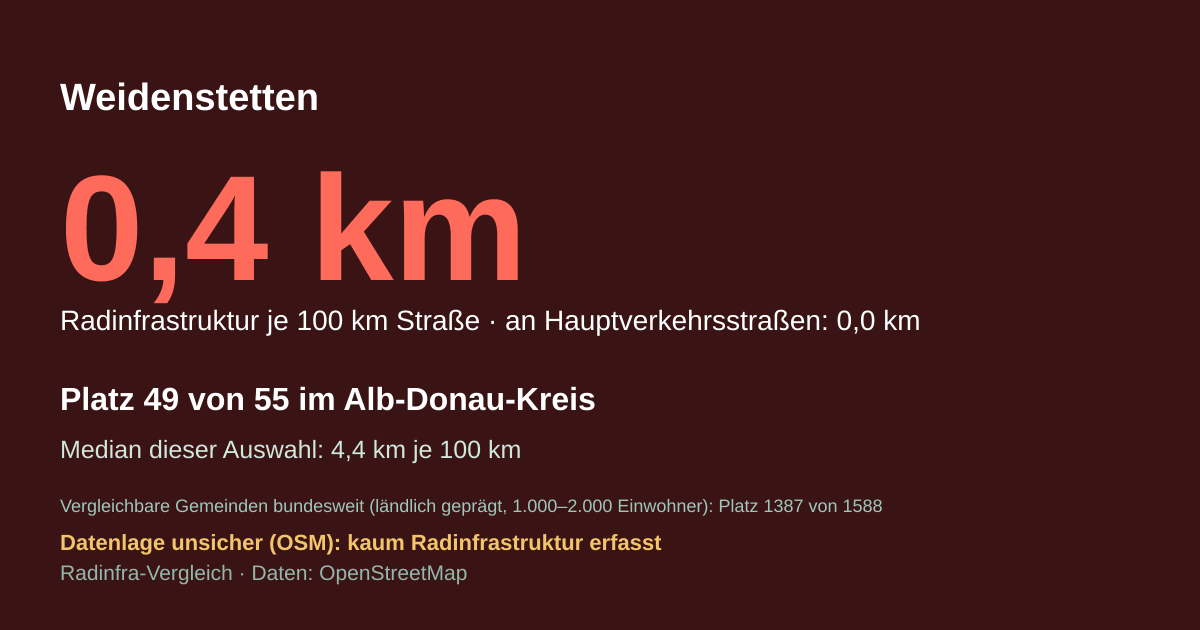 Weidenstetten
0,4 km
Radinfrastruktur je 100 km Straße · an Hauptverkehrsstraßen: 0,0 km
Platz 49 von 55 im Alb-Donau-Kreis
Median dieser Auswahl: 4,4 km je 100 km
Vergleichbare Gemeinden bundesweit (ländlich geprägt, 1.000–2.000 Einwohner): Platz 1387 von 1588
Datenlage unsicher (OSM): kaum Radinfrastruktur erfasst
Radinfra-Vergleich · Daten: OpenStreetMap